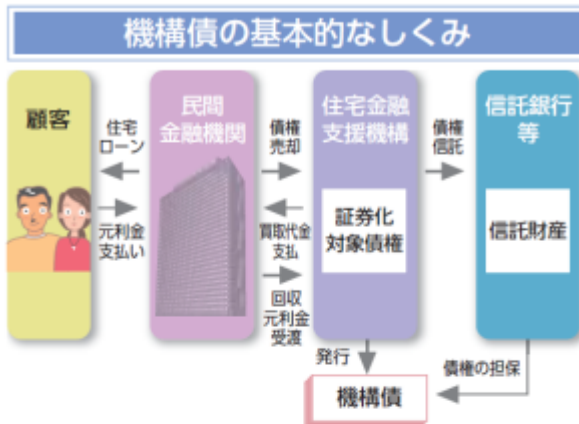 機構債の基本的なしくみ
顧客
住宅
ローン
元利金
支払い
民間
金融機関
債権
売却
買取代金
支払
回収
元利金
受渡
住宅金融
支援機構
証券化
対象債権
債権
信託
信託銀行
等
信託財産
発行
機構債
債権の担保